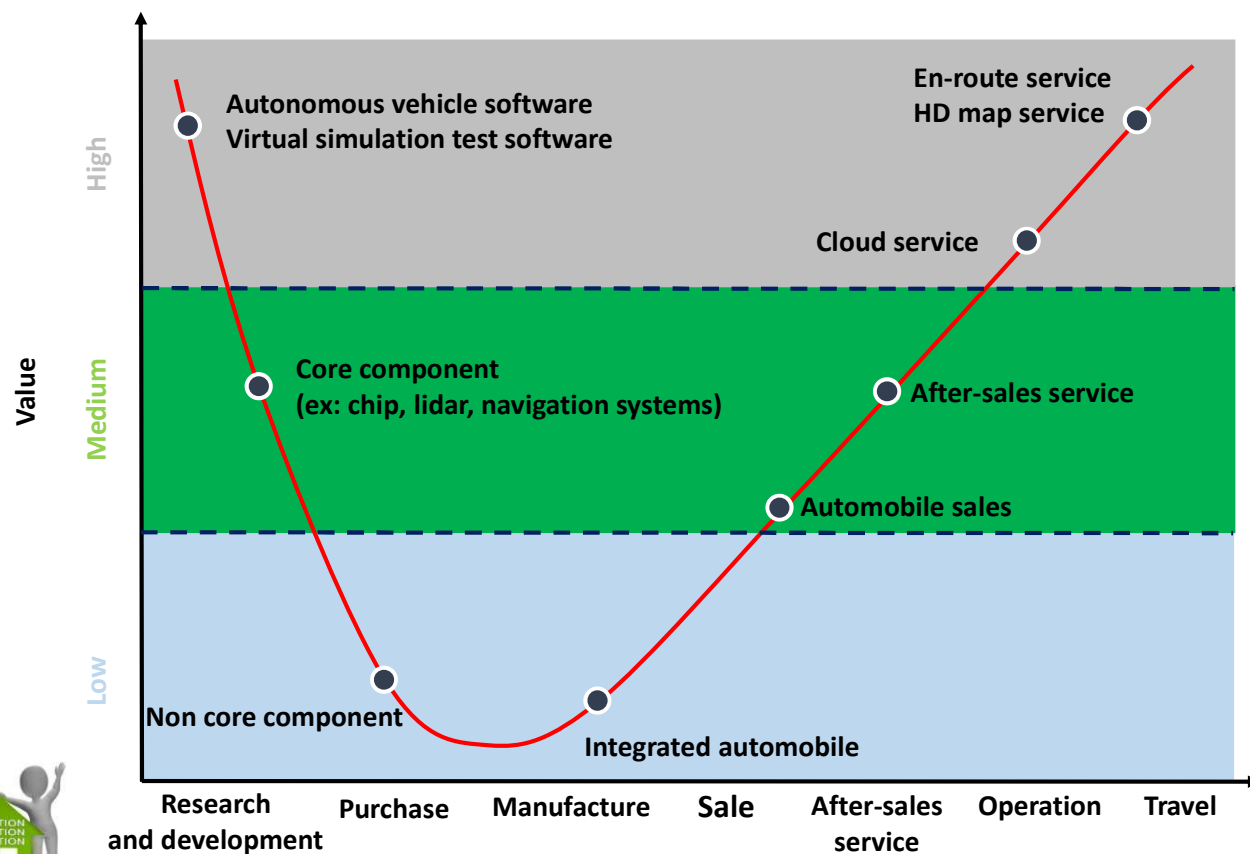 En-route service
HD map service
Autonomous vehicle software
Virtual simulation test software
High
Cloud service
Value
Medium
Core component
(ex: chip, lidar, navigation systems)
After-sales service
Automobile sales
Low
Non core component
Integrated automobile
Research
and development
Purchase
Manufacture
Sale
After-sales
service
Operation
Travel